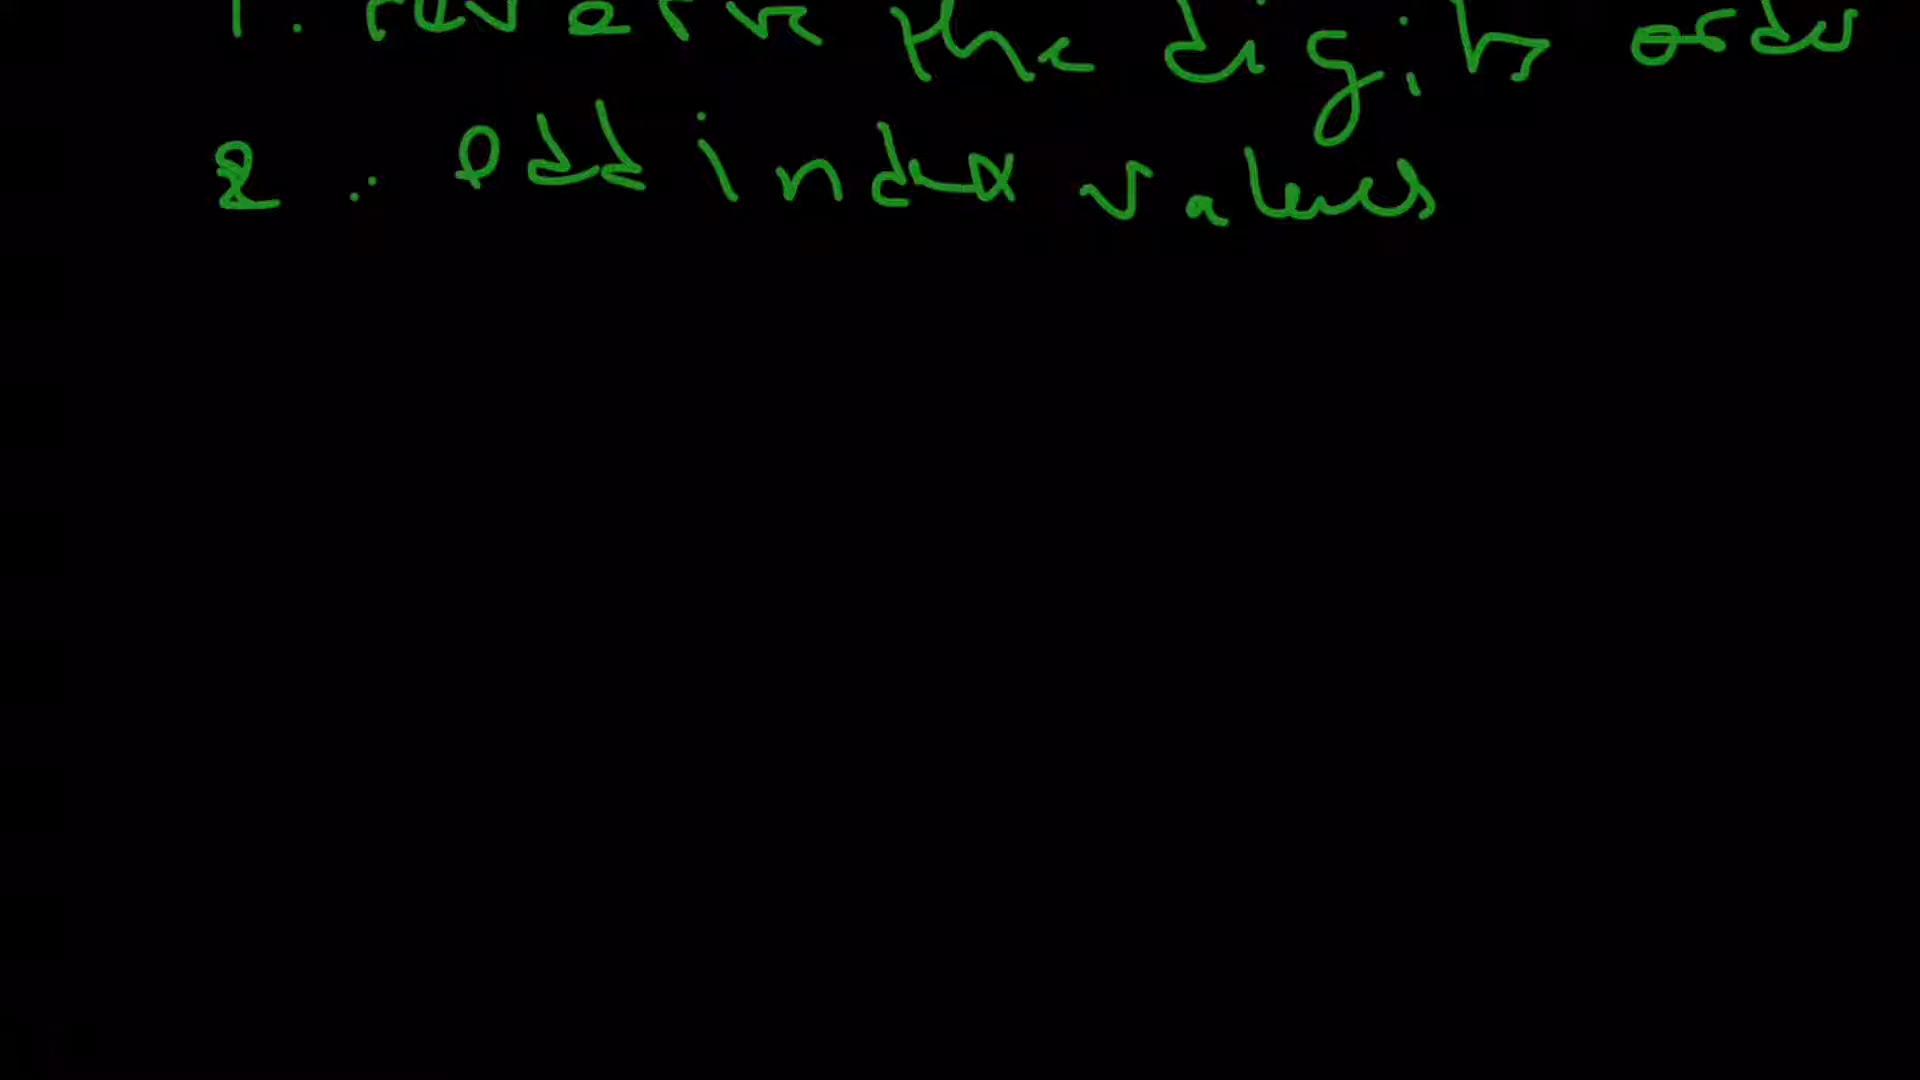 1. reverse the digits order
2. Odd index values